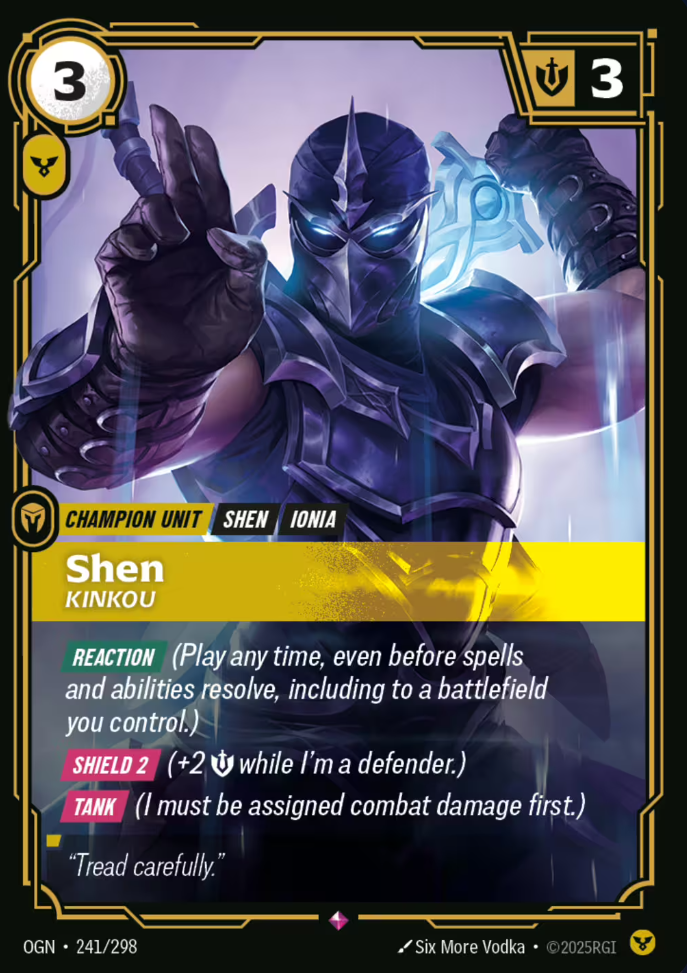 3
3
CHAMPION UNIT SHEN IONIA
Shen
KINKOU
REACTION (Play any time, even before spells
and abilities resolve, including to a battlefield
you control.)
SHIELD 2 (+2 while I'm a defender.)
TANK (I must be assigned combat damage first.)
"Tread carefully."
OGN • 241/298
Six More Vodka • ©2025RGI